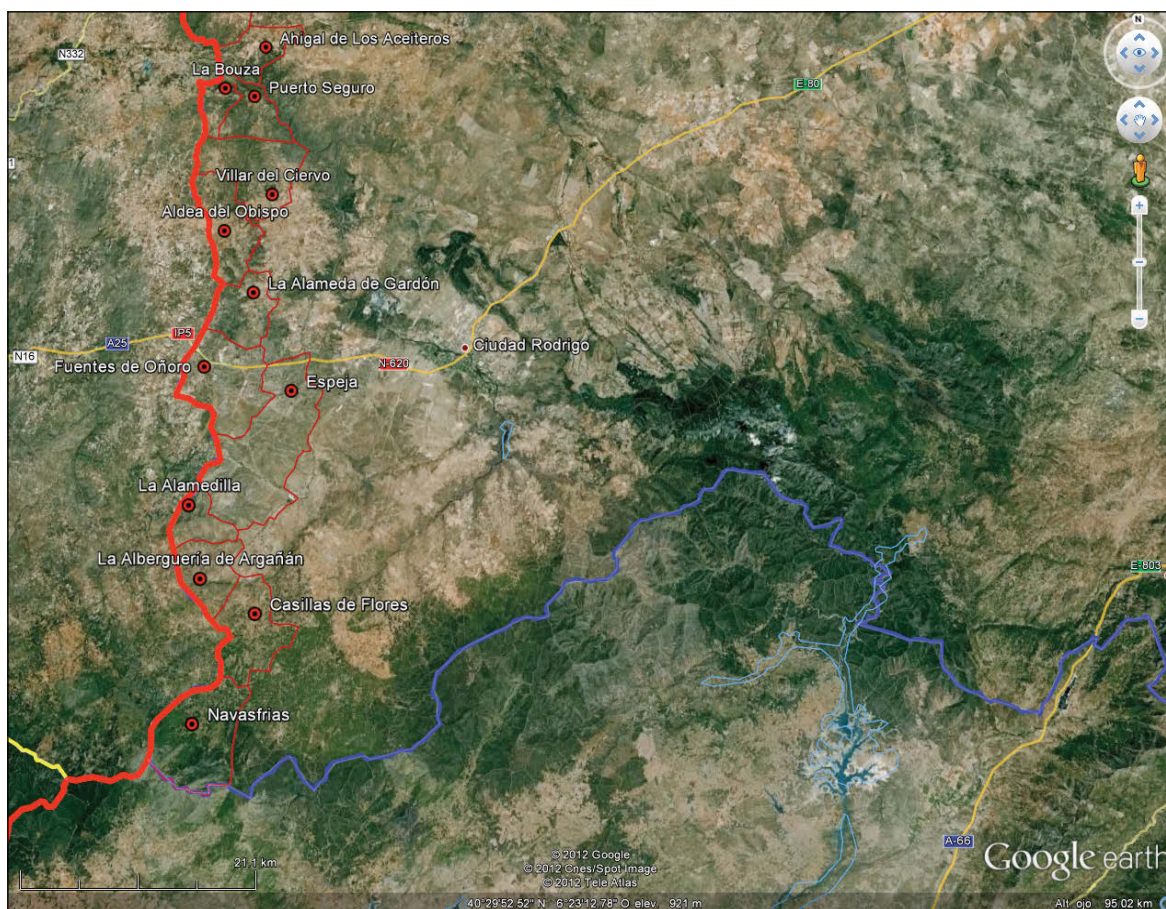 N
N332
Ahigal de Los Aceiteros
La Bouza
Puerto Seguro
E-80
1
Villar del Ciervo
Aldea del Obispo
La Alameda de Gardón
IP5
A25
N16
Ciudad Rodrigo
N-620
Fuentes de Oñoro
Espeja
La Alamedilla
La Alberguería de Argañán
E-803
Casillas de Flores
Navasfrias
A-66
21,1 km
© 2012 Google
© 2012 Cnes/Spot Image
© 2012 Tele Atlas
Google earth
40°29'52.52" N 6°23'12.78" O elev. 921 m
Alt. ojo 95.02 km